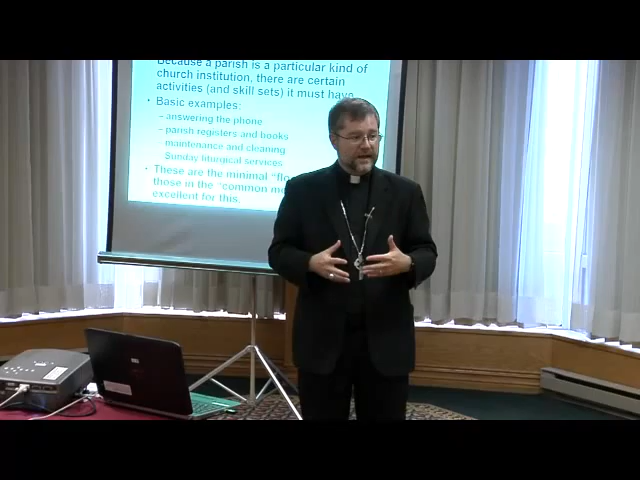 Because a parish is a particular kind of
church institution, there are certain
activities (and skill sets) it must have
• Basic examples:
– answering the phone
– parish registers and books
– maintenance and cleaning
– Sunday liturgical services
• These are the minimal "flo
those in the "common m
excellent for this.